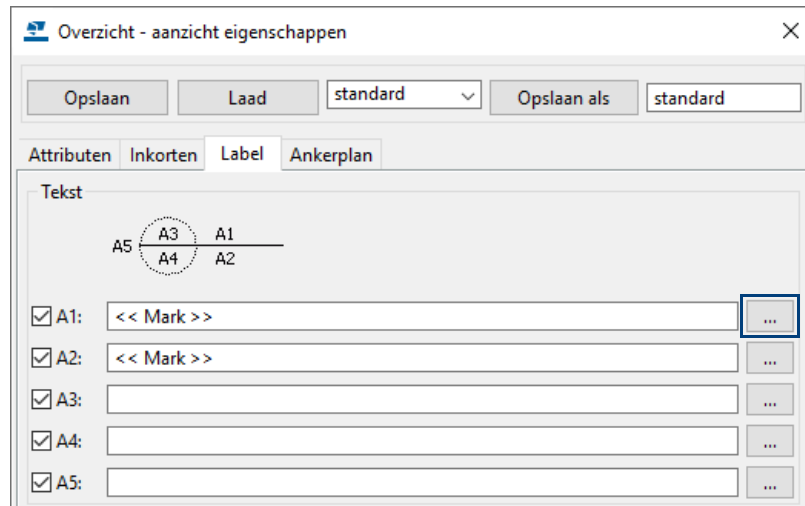 Overzicht - aanzicht eigenschappen
Opslaan Laad standard Opslaan als standard
Attributen Inkorten Label Ankerplan
Tekst
A3 A1
A5
A4 A2
A1: << Mark >> ...
A2: << Mark >> ...
A3: ...
A4: ...
A5: ...